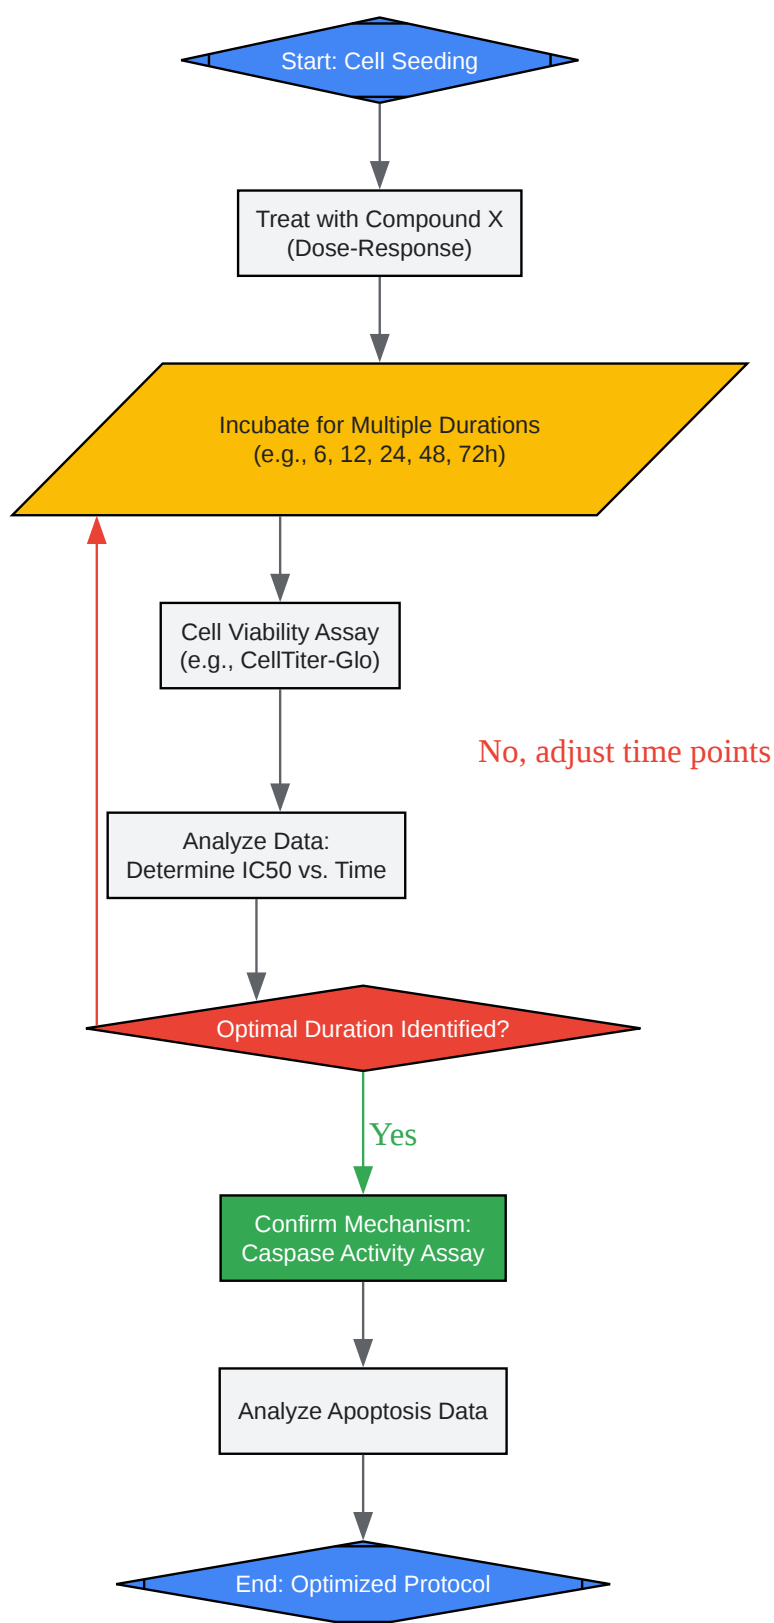 Start: Cell Seeding
Treat with Compound X
(Dose-Response)
Incubate for Multiple Durations
(e.g., 6, 12, 24, 48, 72h)
Cell Viability Assay
(e.g., CellTiter-Glo)
No, adjust time points
Analyze Data:
Determine IC50 vs. Time
Optimal Duration Identified?
Yes
Confirm Mechanism:
Caspase Activity Assay
Analyze Apoptosis Data
End: Optimized Protocol